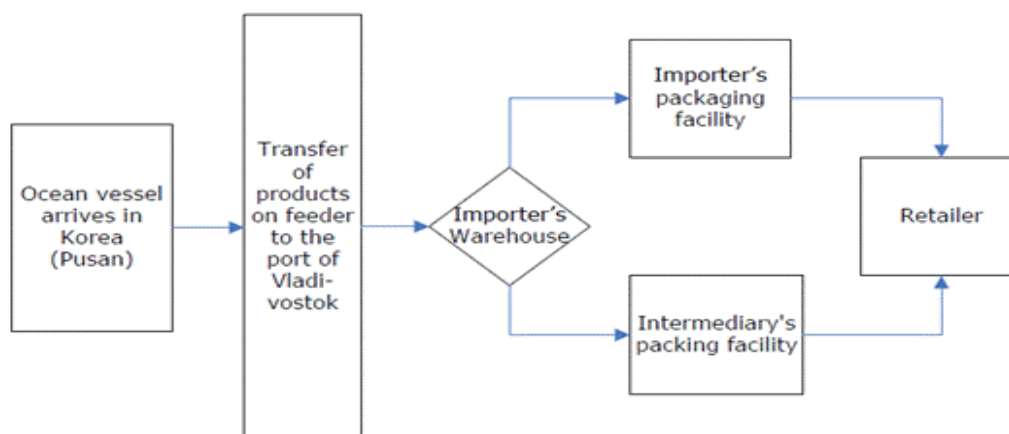 Ocean vessel
arrives in
Korea
(Pusan)
Transfer
of
products
on feeder
to the
port of
Vladi-
vostok
Importer’s
Warehouse
Importer’s
packaging
facility
Intermediary's
packing facility
Retailer